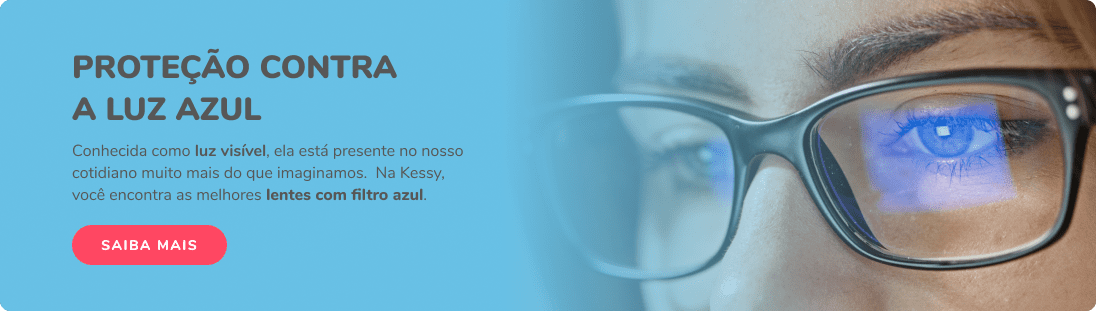 PROTEÇÃO CONTRA
A LUZ AZUL
Conhecida como luz visível, ela está presente no nosso
cotidiano muito mais do que imaginamos.  Na Kessy,
você encontra as melhores lentes com filtro azul.
SAIBA MAIS